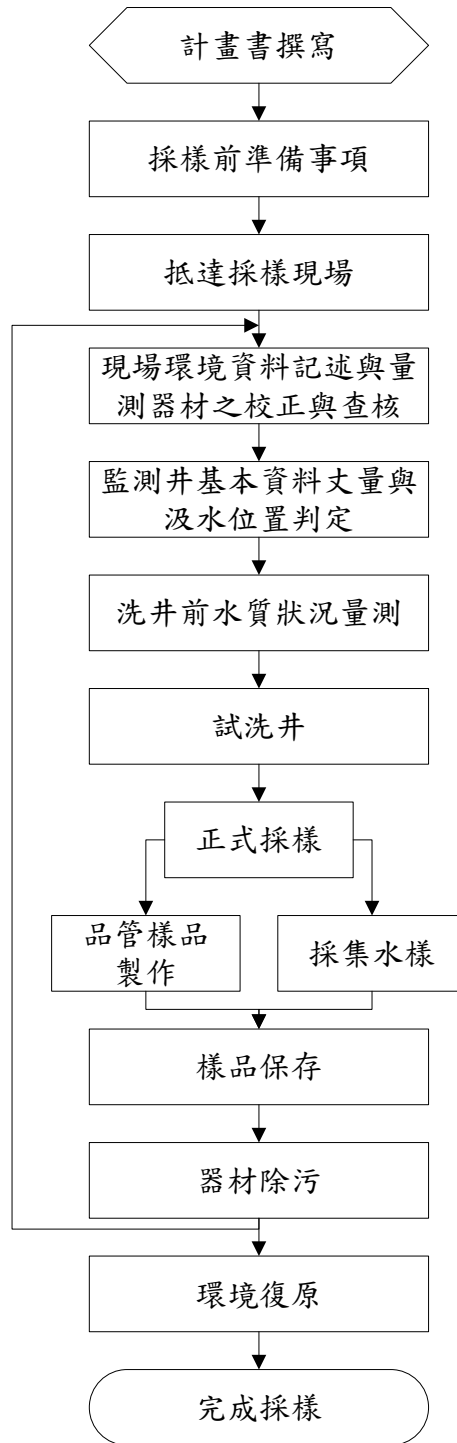 計畫書撰寫
採樣前準備事項
抵達採樣現場
現場環境資料記述與量
測器材之校正與查核
監測井基本資料丈量與
汲水位置判定
洗井前水質狀況量測
試洗井
正式採樣
品管樣品
製作
採集水樣
樣品保存
器材除污
環境復原
完成採樣